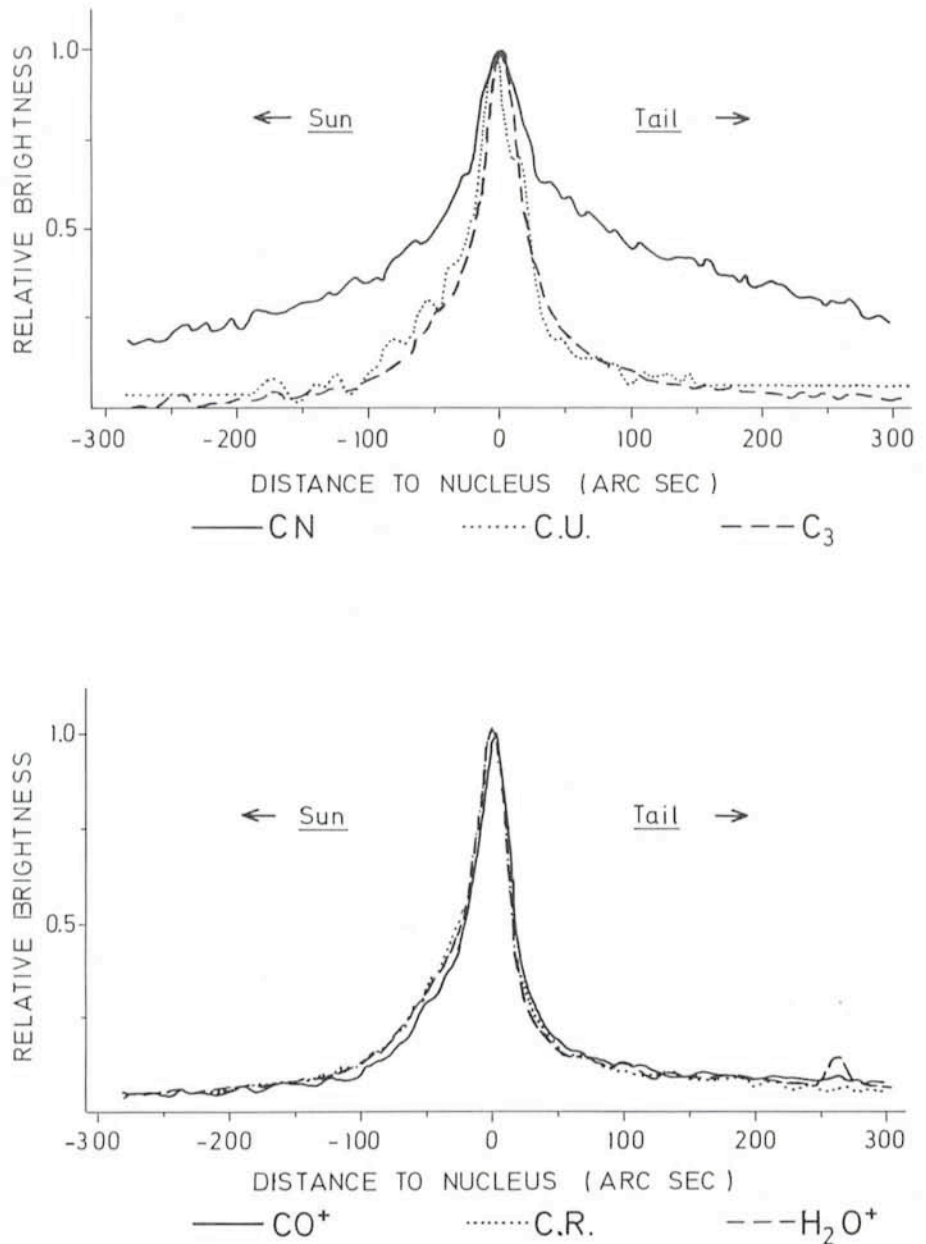 RELATIVE BRIGHTNESS
1.0
0.5
← Sun
Tail →
-300 -200 -100 0 100 200 300
DISTANCE TO NUCLEUS (ARC SEC)
CN C.U. C₃
RELATIVE BRIGHTNESS
1.0
0.5
← Sun
Tail →
-300 -200 -100 0 100 200 300
DISTANCE TO NUCLEUS (ARC SEC)
CO⁺ C.R. H₂O⁺